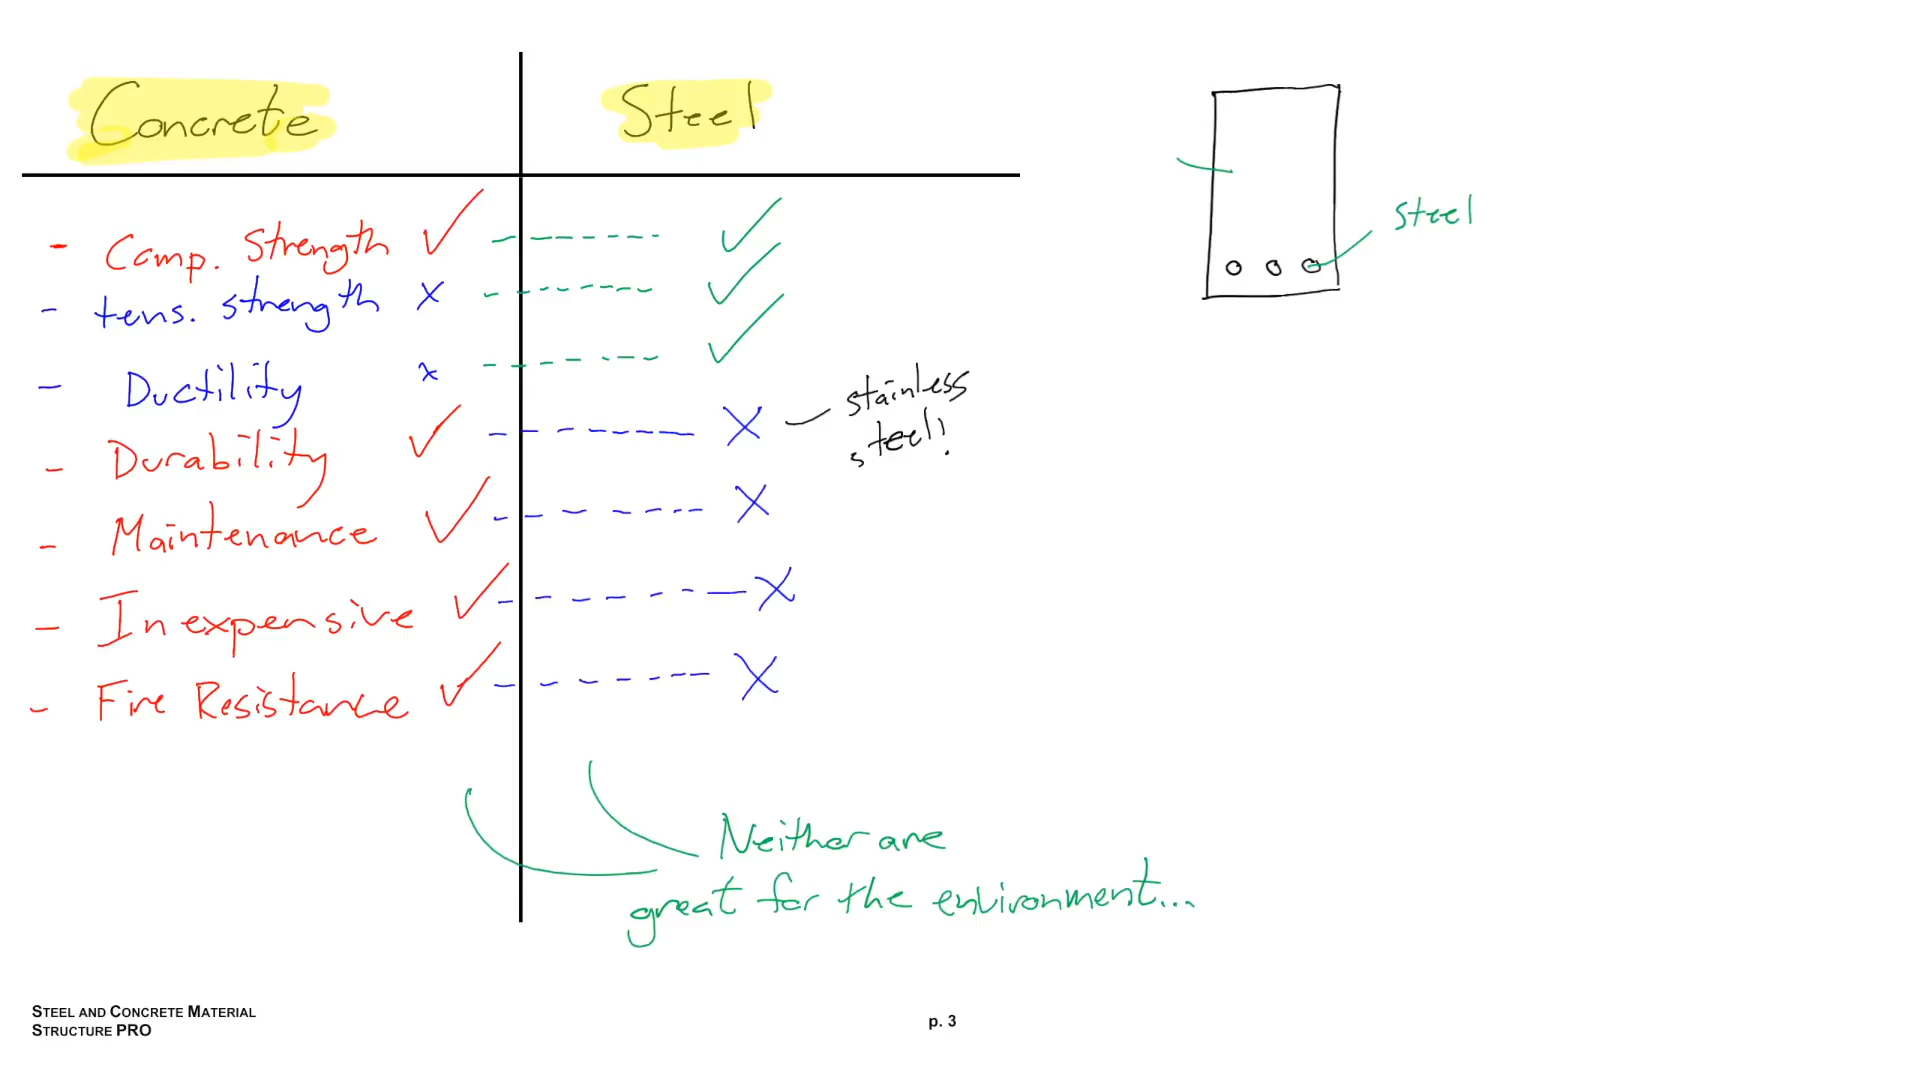 Concrete
Steel
- Comp. Strength ✓ ✓
- tens. strength x ✓
- Ductility x ✓
- Durability ✓ X
stainless
steel!
- Maintenance ✓ X
- Inexpensive ✓ X
- Fire Resistance ✓ X
Neither are
great for the environment...
steel
STEEL AND CONCRETE MATERIAL
STRUCTURE PRO
p. 3